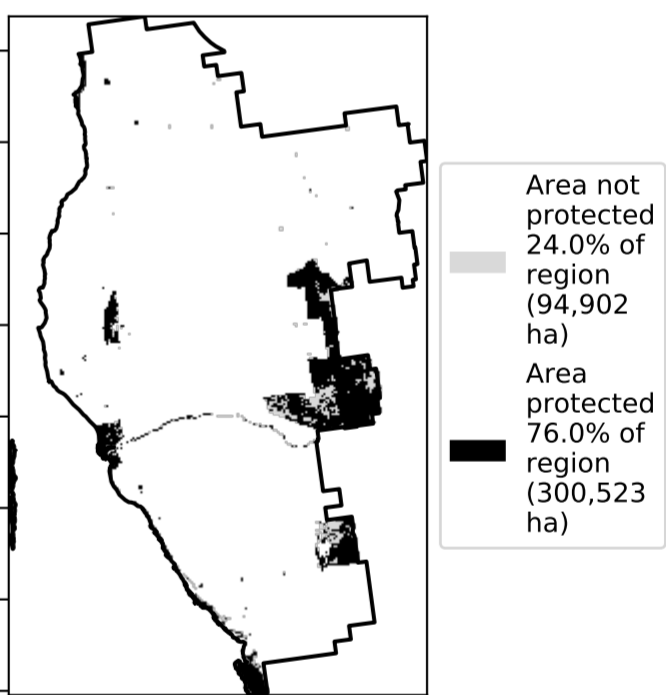 Area not
protected
24.0% of
region
(94,902
ha)
Area
protected
76.0% of
region
(300,523
ha)